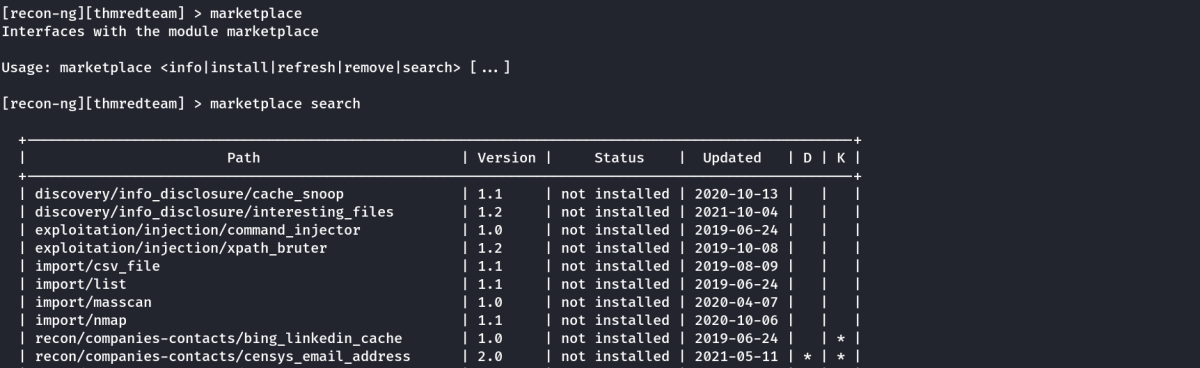 [recon-ng][thmredteam] > marketplace
Interfaces with the module marketplace
Usage: marketplace <info|install|refresh|remove|search> [...]
[recon-ng][thmredteam] > marketplace search
+---------------------------------------------------------------------------------------------------+
| Path | Version | Status | Updated | D | K |
+---------------------------------------------------------------------------------------------------+
| discovery/info_disclosure/cache_snoop | 1.1 | not installed | 2020-10-13 | | |
| discovery/info_disclosure/interesting_files | 1.2 | not installed | 2021-10-04 | | |
| exploitation/injection/command_injector | 1.0 | not installed | 2019-06-24 | | |
| exploitation/injection/xpath_bruter | 1.2 | not installed | 2019-10-08 | | |
| import/csv_file | 1.1 | not installed | 2019-08-09 | | |
| import/list | 1.1 | not installed | 2019-06-24 | | |
| import/masscan | 1.0 | not installed | 2020-04-07 | | |
| import/nmap | 1.1 | not installed | 2020-10-06 | | |
| recon/companies-contacts/bing_linkedin_cache | 1.0 | not installed | 2019-06-24 | | * |
| recon/companies-contacts/censys_email_address | 2.0 | not installed | 2021-05-11 | * | * |